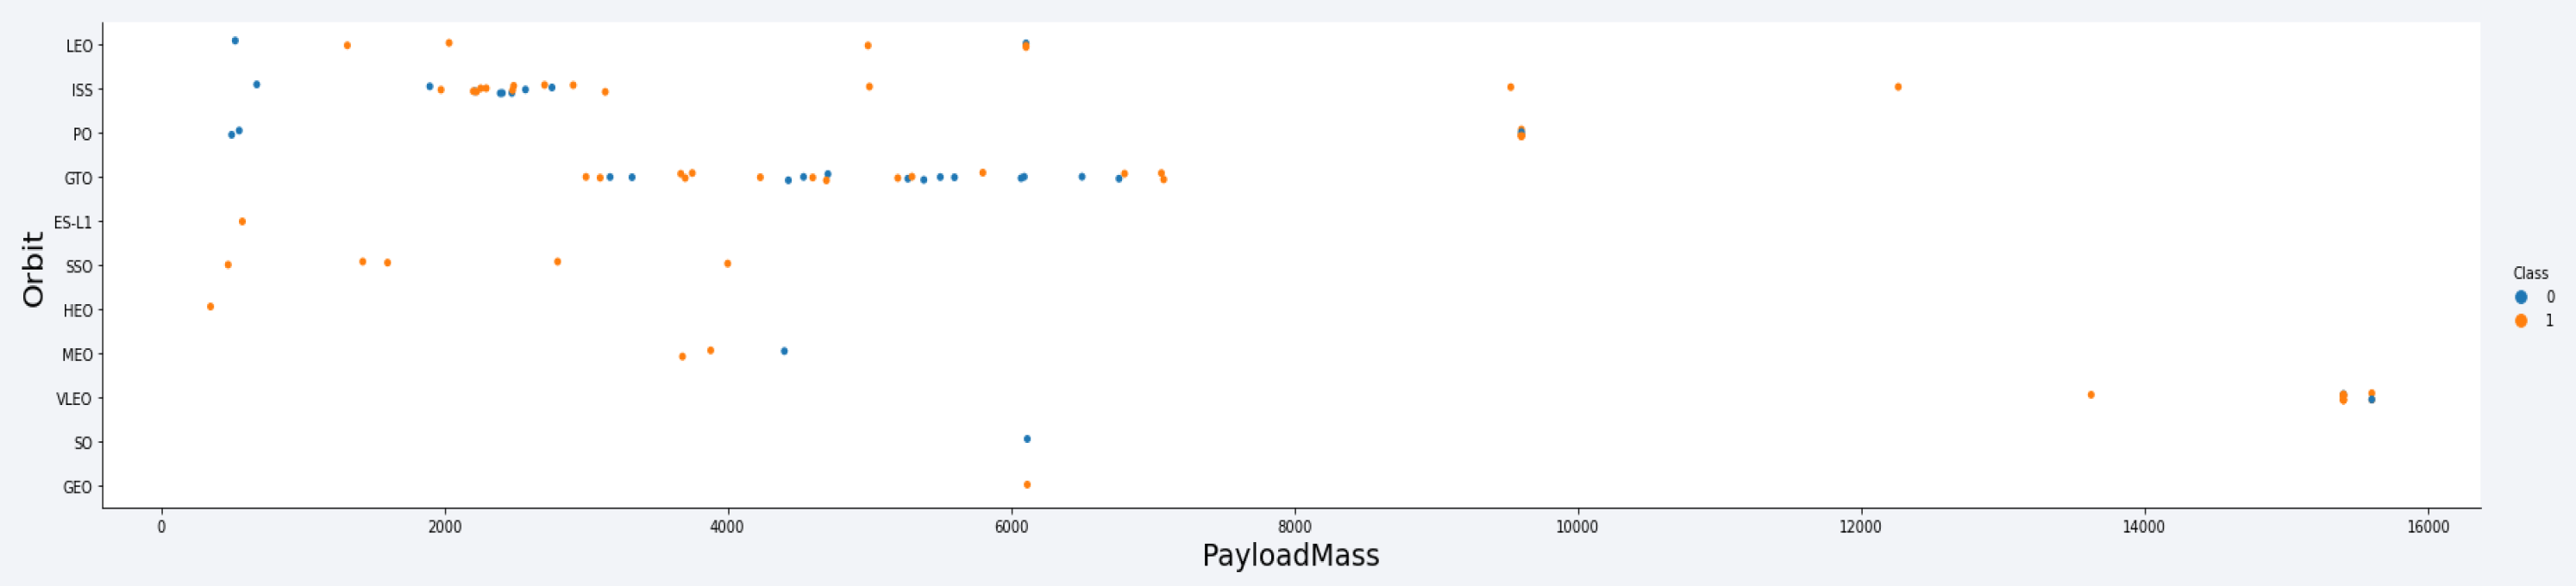 Orbit
LEO
ISS
PO
GTO
ES-L1
SSO
HEO
MEO
VLEO
SO
GEO
0 2000 4000 6000 8000 10000 12000 14000 16000
PayloadMass
Class
0
1